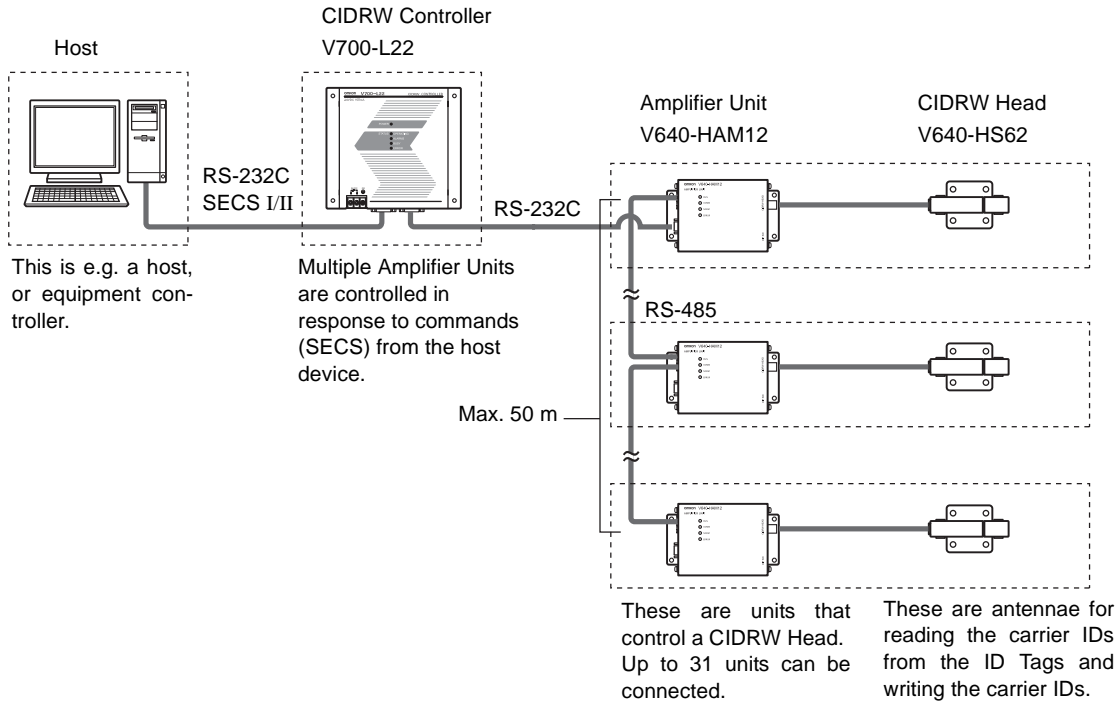 CIDRW Controller
Host
V700-L22
Amplifier Unit
CIDRW Head
V640-HAM12
V640-HS62
RS-232C
SECS I/II
RS-232C
This is e.g. a host,
or equipment con-
troller.
Multiple Amplifier Units
are controlled in
response to commands
(SECS) from the host
device.
RS-485
Max. 50 m
These are units that
control a CIDRW Head.
Up to 31 units can be
connected.
These are antennae for
reading the carrier IDs
from the ID Tags and
writing the carrier IDs.